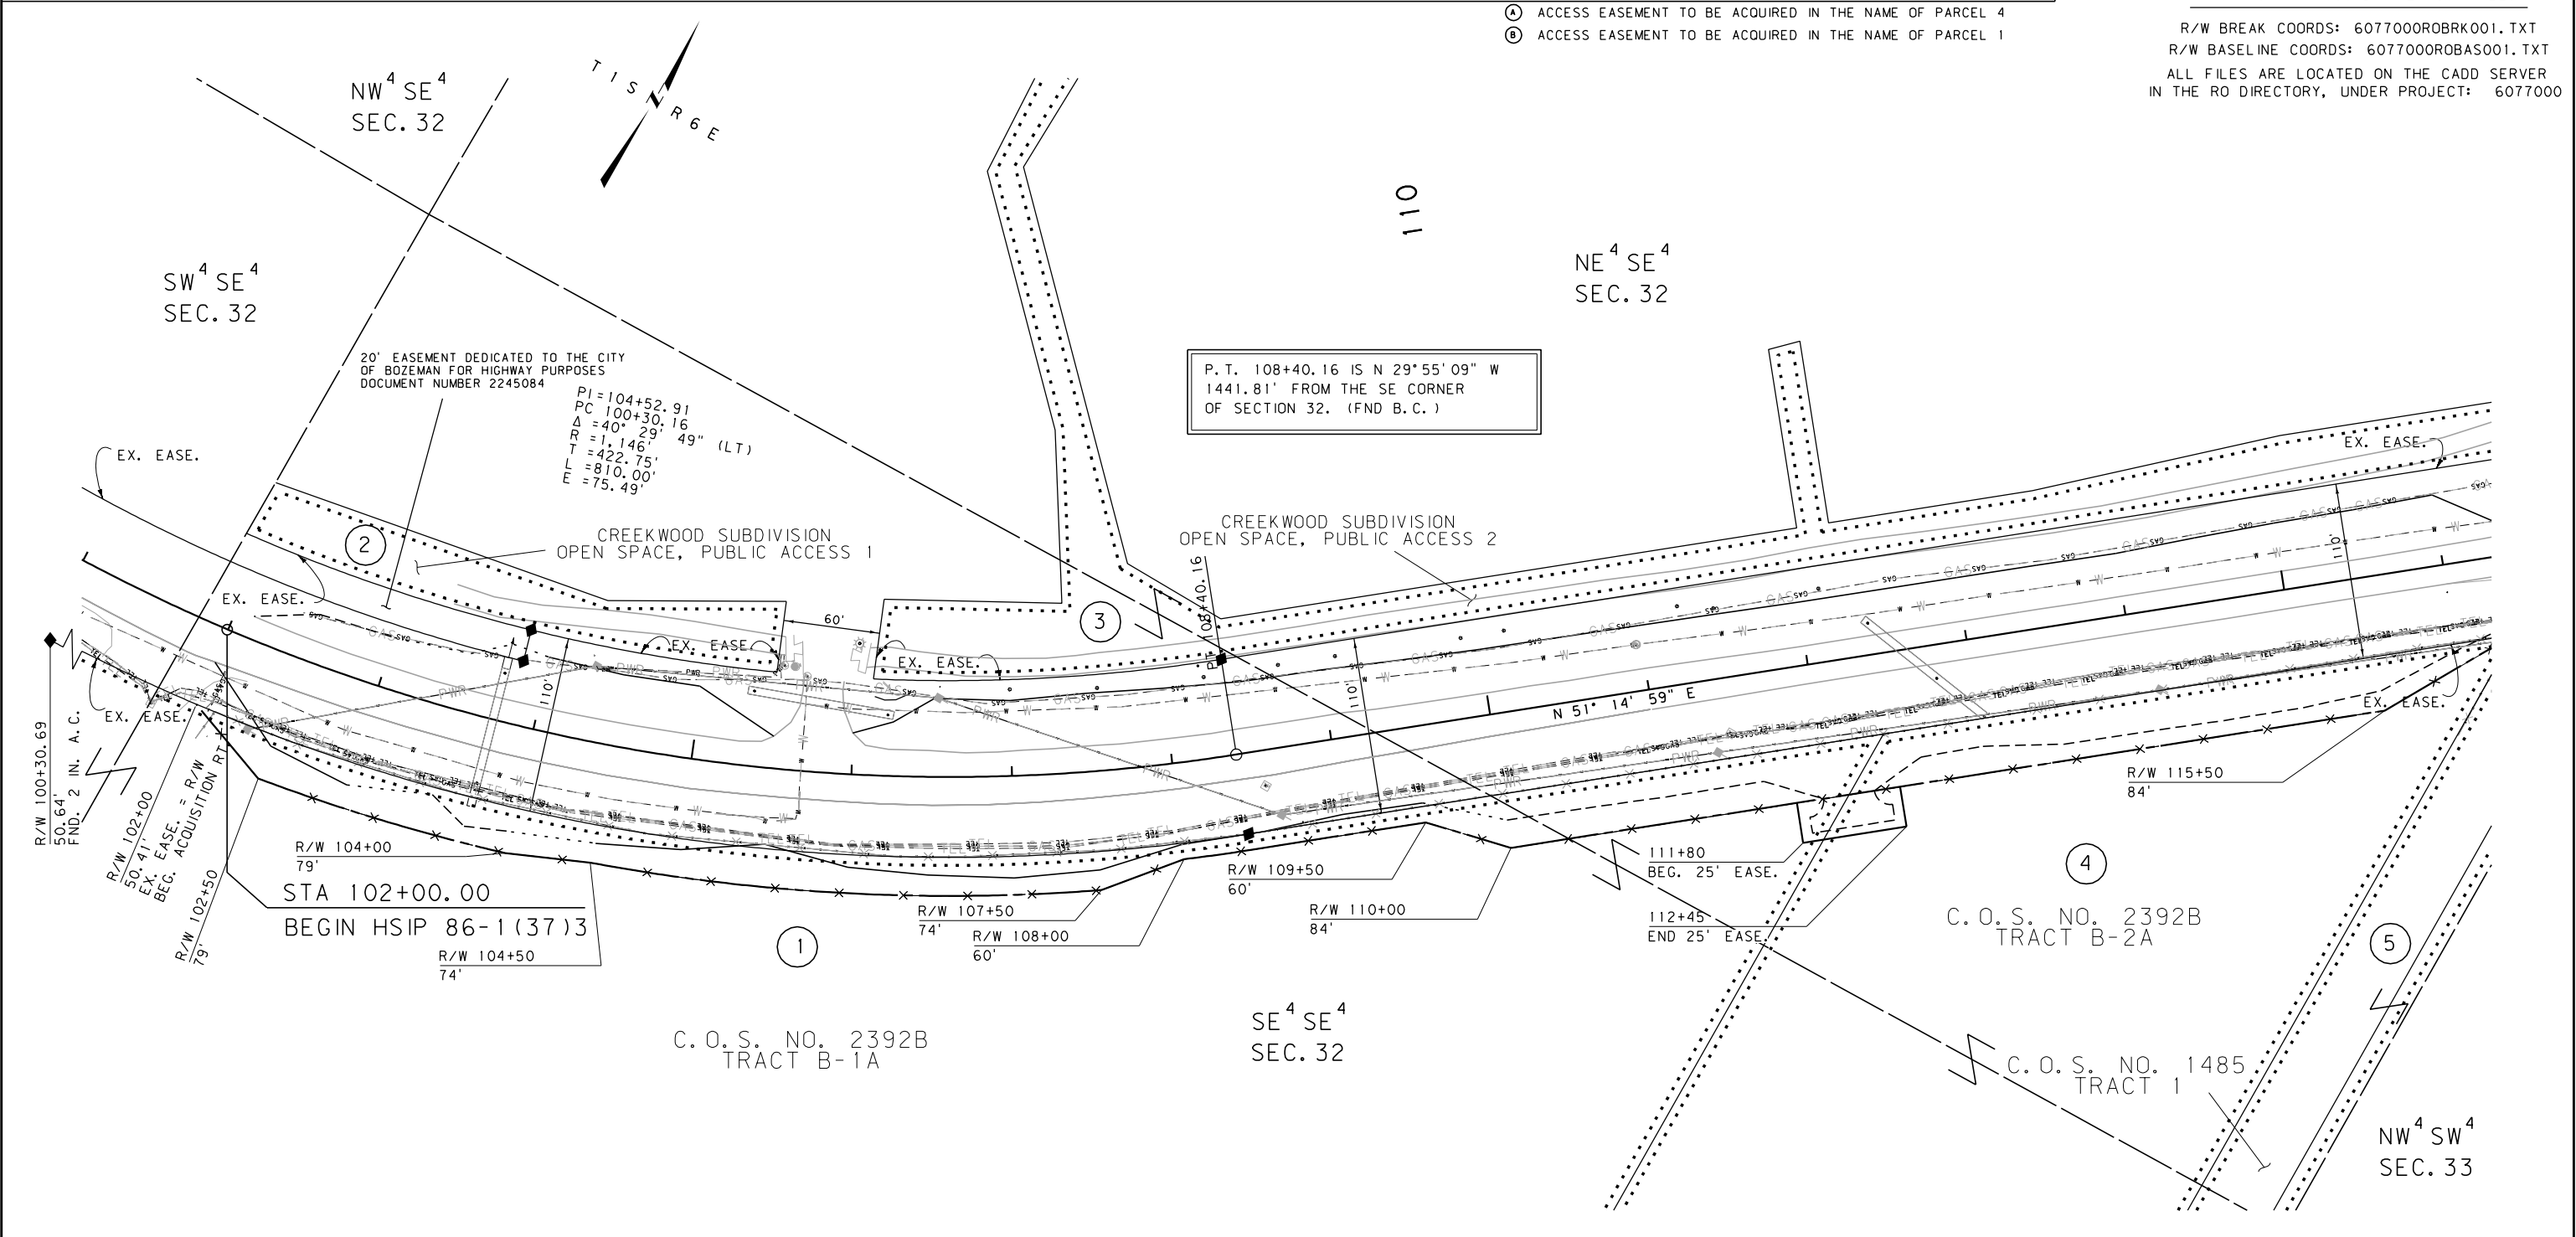 Ⓐ ACCESS EASEMENT TO BE ACQUIRED IN THE NAME OF PARCEL 4
Ⓑ ACCESS EASEMENT TO BE ACQUIRED IN THE NAME OF PARCEL 1
R/W BREAK COORDS: 6077000ROBRK001.TXT
R/W BASELINE COORDS: 6077000ROBAS001.TXT
ALL FILES ARE LOCATED ON THE CADD SERVER
IN THE RO DIRECTORY, UNDER PROJECT: 6077000
NW⁴ SE⁴
SEC. 32
T 1 S
R 6 E
N
110
SW⁴ SE⁴
SEC. 32
NE⁴ SE⁴
SEC. 32
20' EASEMENT DEDICATED TO THE CITY
OF BOZEMAN FOR HIGHWAY PURPOSES
DOCUMENT NUMBER 2245084
PI=104+52.91
PC 100+30.16
Δ =40° 29' 49" (LT)
R =1,146'
T =422.75'
L =810.00'
E =75.49'
P.T. 108+40.16 IS N 29°55'09" W
1441.81' FROM THE SE CORNER
OF SECTION 32. (FND B.C.)
EX. EASE.
EX. EASE.
2
CREEKWOOD SUBDIVISION
OPEN SPACE, PUBLIC ACCESS 1
CREEKWOOD SUBDIVISION
OPEN SPACE, PUBLIC ACCESS 2
EX. EASE.
60'
3
PT 108+40.16
EX. EASE.
EX. EASE.
110'
110'
110'
N 51° 14' 59" E
EX. EASE.
EX. EASE.
R/W 100+30.69
50.64'
FND. 2 IN. A.C.
R/W 102+00
50.41'
EX. EASE. = R/W
BEG. ACQUISITION RT
R/W 102+50
79'
R/W 104+00
79'
STA 102+00.00
BEGIN HSIP 86-1(37)3
R/W 104+50
74'
R/W 107+50
74'
R/W 108+00
60'
R/W 109+50
60'
R/W 110+00
84'
111+80
BEG. 25' EASE.
112+45
END 25' EASE.
R/W 115+50
84'
1
4
5
C.O.S. NO. 2392B
TRACT B-2A
C.O.S. NO. 2392B
TRACT B-1A
SE⁴ SE⁴
SEC. 32
C.O.S. NO. 1485
TRACT 1
NW⁴ SW⁴
SEC. 33
GAS
PWR
TEL
W